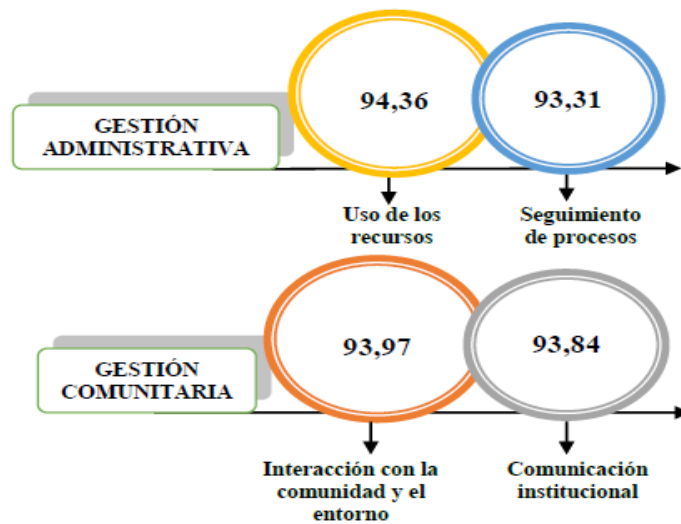 GESTIÓN
ADMINISTRATIVA
94,36
93,31
Uso de los
recursos
Seguimiento
de procesos
GESTIÓN
COMUNITARIA
93,97
93,84
Interacción con la
comunidad y el
entorno
Comunicación
institucional